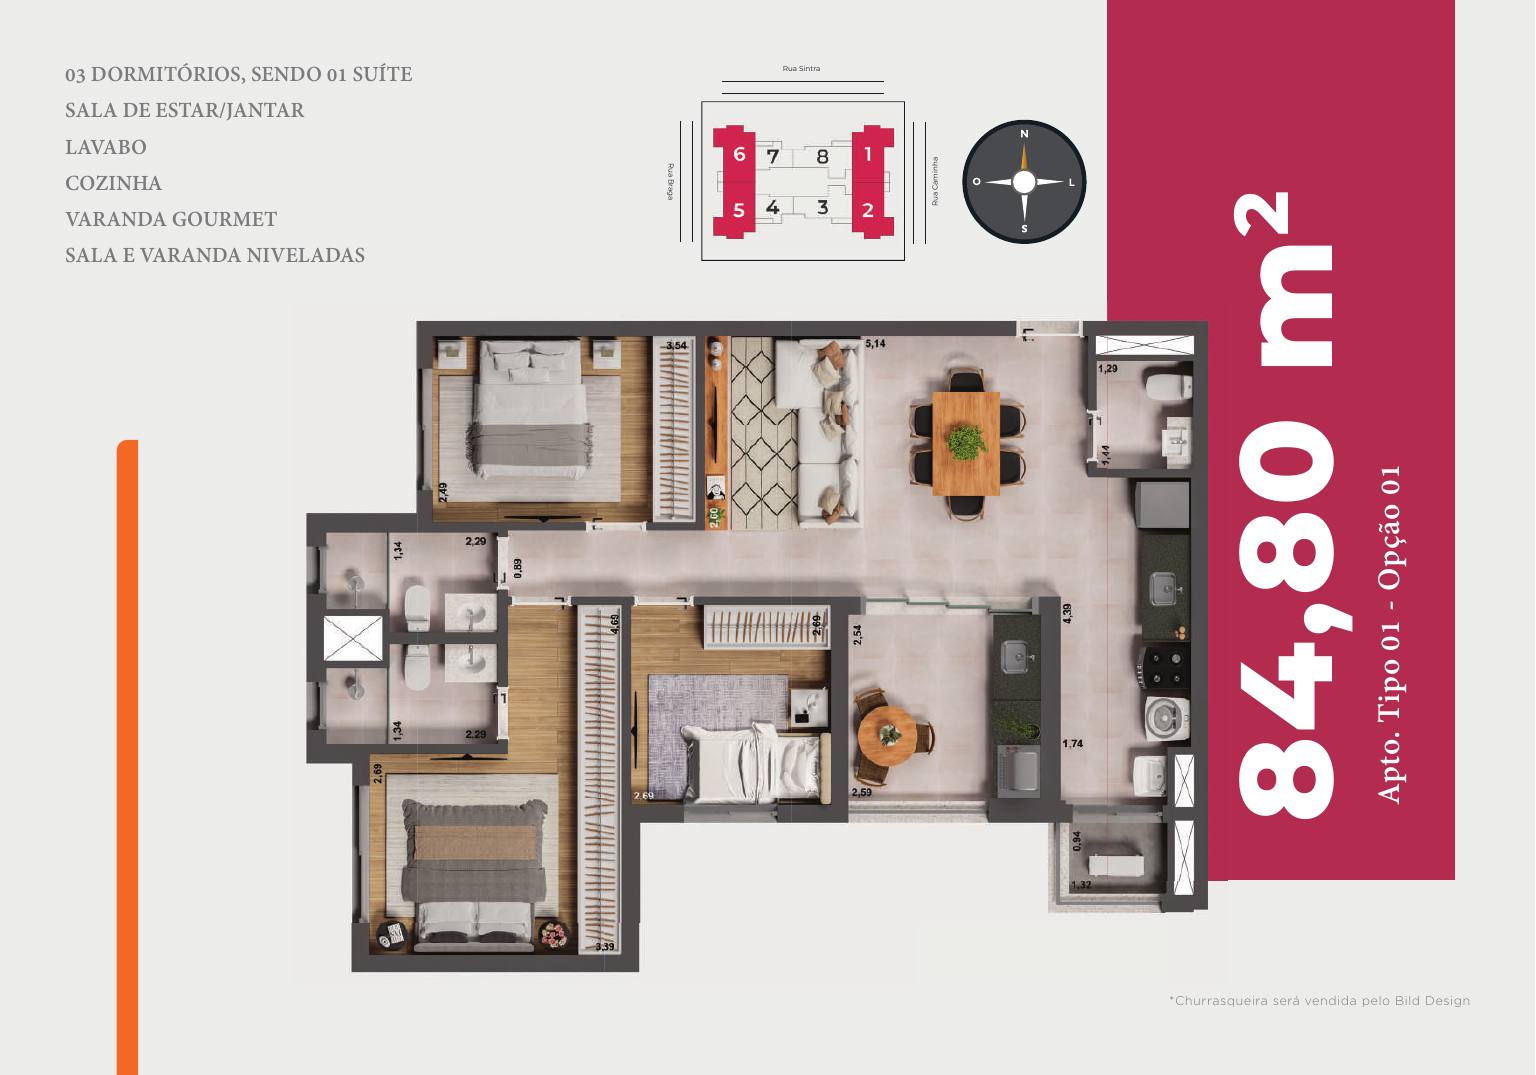 03 DORMITÓRIOS, SENDO 01 SUÍTE
SALA DE ESTAR/JANTAR
LAVABO
COZINHA
VARANDA GOURMET
SALA E VARANDA NIVELADAS
Rua Sintra
Rua Braga
Rua Caminha
6
7
8
1
5
4
3
2
N
O
L
S
84,80 m²
Apto. Tipo 01 - Opção 01
3,54
5,14
1,29
1,44
2,49
2,60
1,34
2,29
0,89
4,69
2,69
2,54
4,39
1,34
2,29
2,69
2,69
2,59
1,74
0,94
1,32
3,39
*Churrasqueira será vendida pelo Bild Design